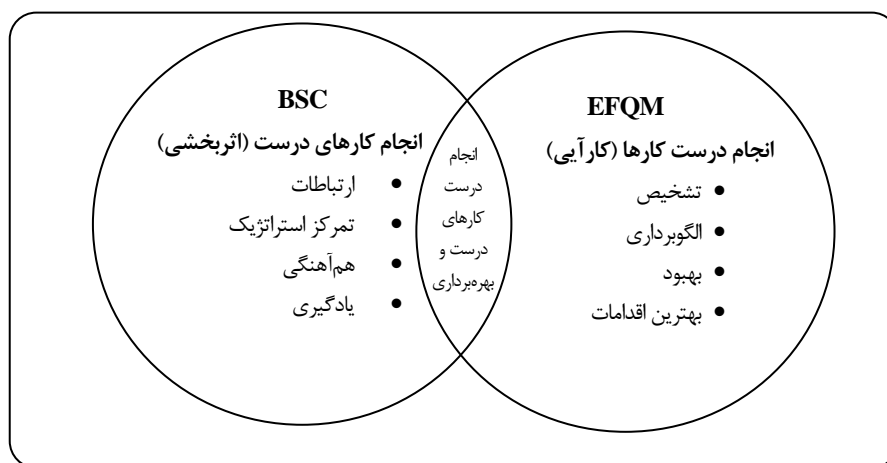 EFQM
انجام درست کارها (کارآیی)
• تشخیص
• الگوبرداری
• بهبود
• بهترین اقدامات
انجام
درست
کارهای
درست و
بهره‌برداری
BSC
انجام کارهای درست (اثربخشی)
• ارتباطات
• تمرکز استراتژیک
• هم‌آهنگی
• یادگیری